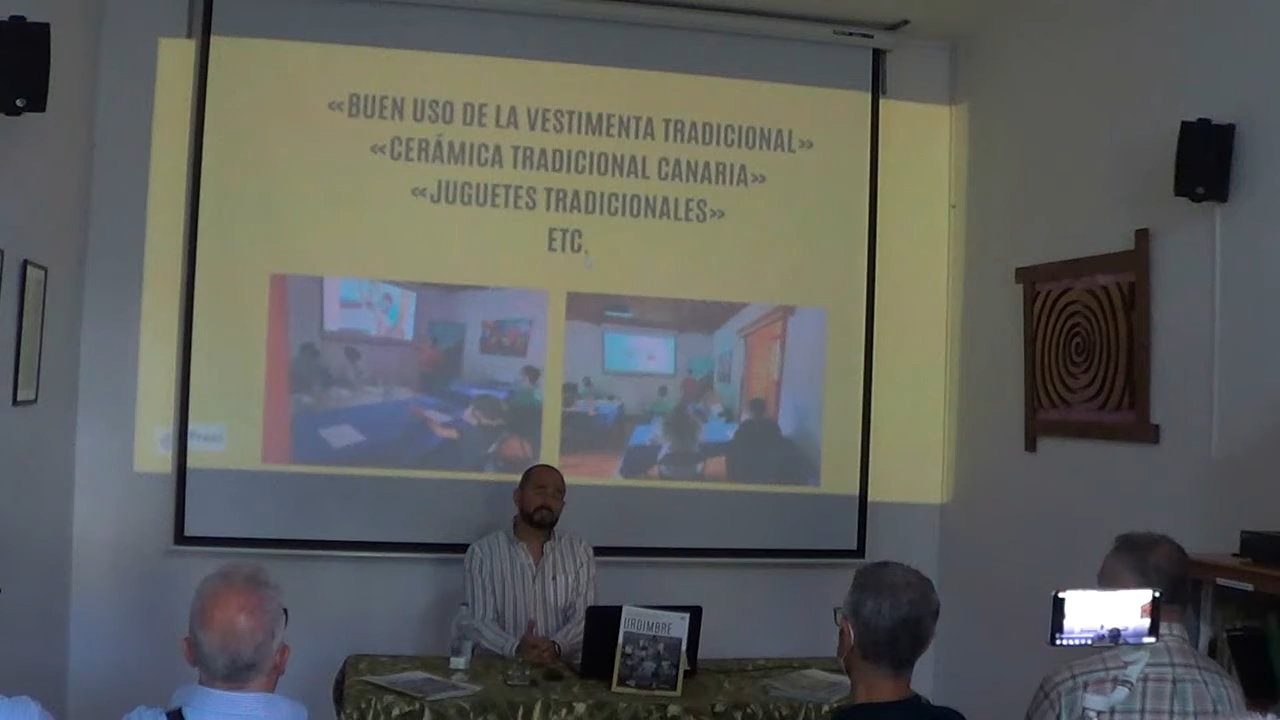 «BUEN USO DE LA VESTIMENTA TRADICIONAL»
«CERÁMICA TRADICIONAL CANARIA»
«JUGUETES TRADICIONALES»
ETC.
URDIMBRE